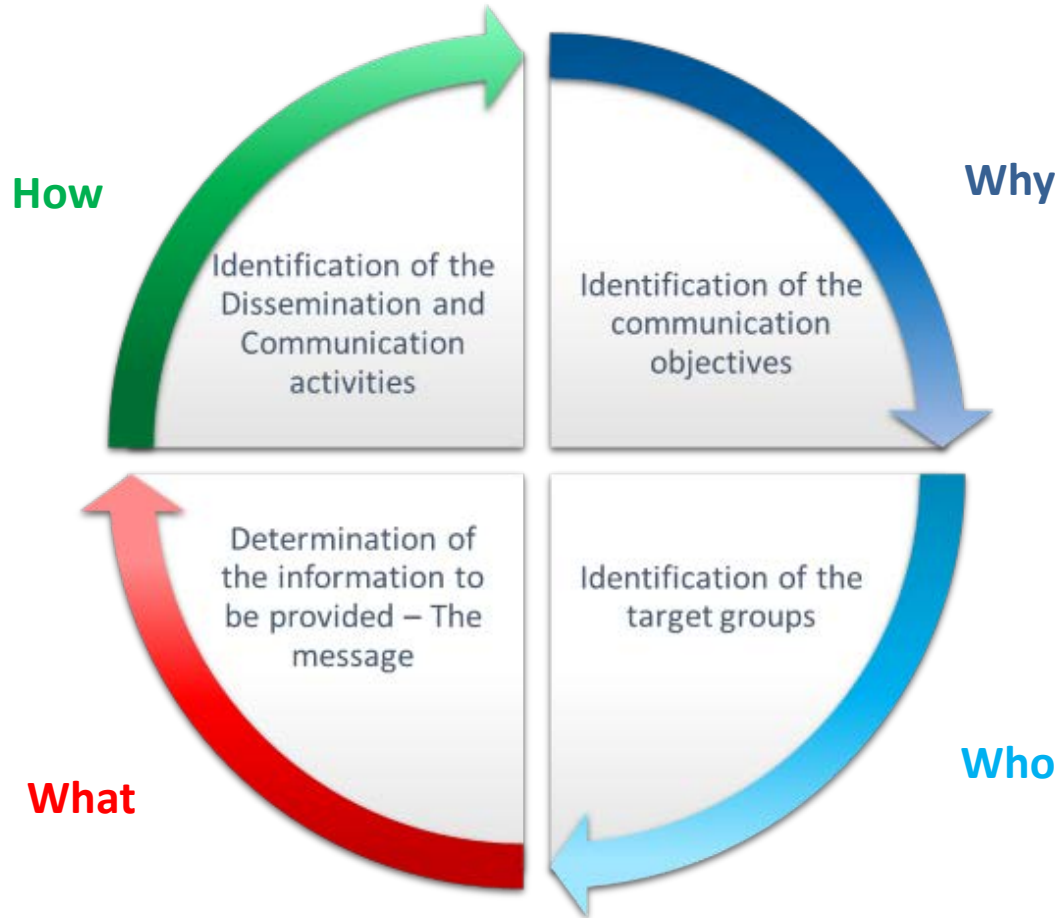 How
Identification of the
Dissemination and
Communication
activities
Why
Identification of the
communication
objectives
Who
Identification of the
target groups
What
Determination of
the information to
be provided – The
message